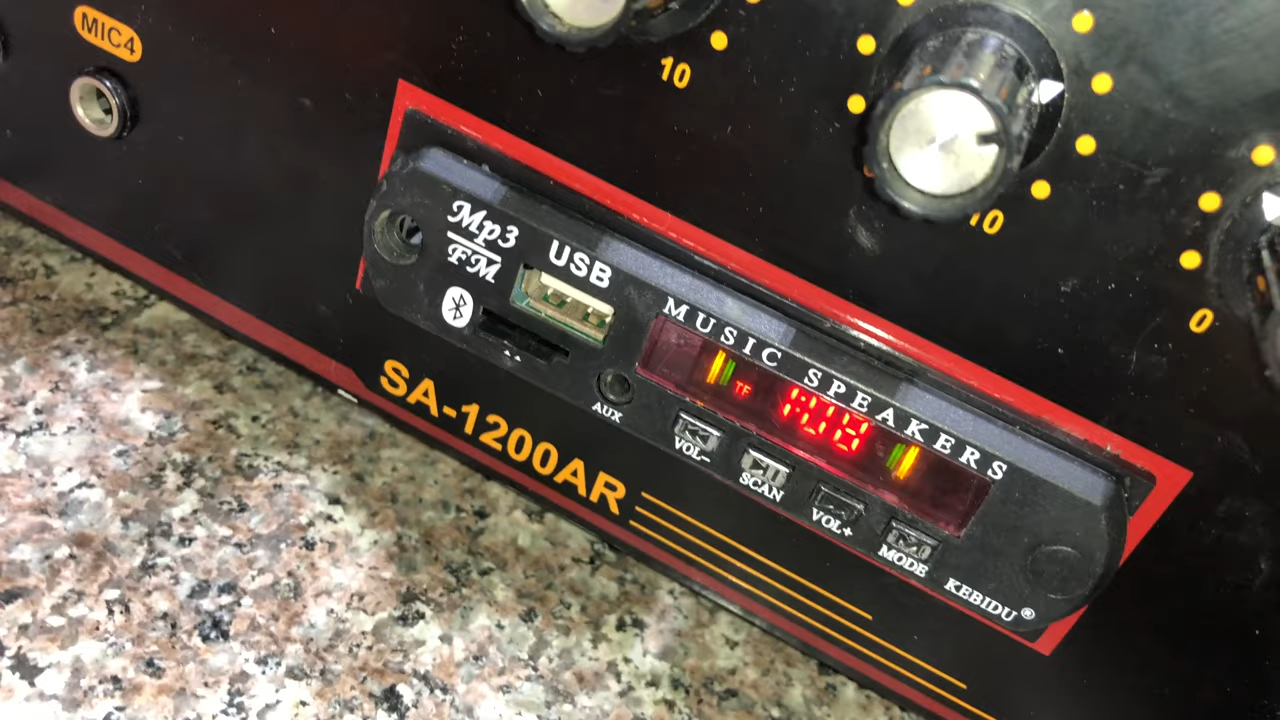 MIC4
10
10
0
Mp3
FM
USB
MUSIC SPEAKERS
TF
AUX
VOL-
SCAN
VOL+
MODE
KEBIDU®
SA-1200AR